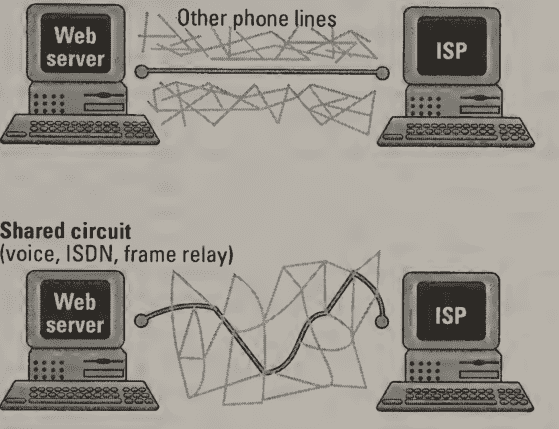 Other phone lines
Web
server
ISP
Shared circuit
(voice, ISDN, frame relay)
Web
server
ISP